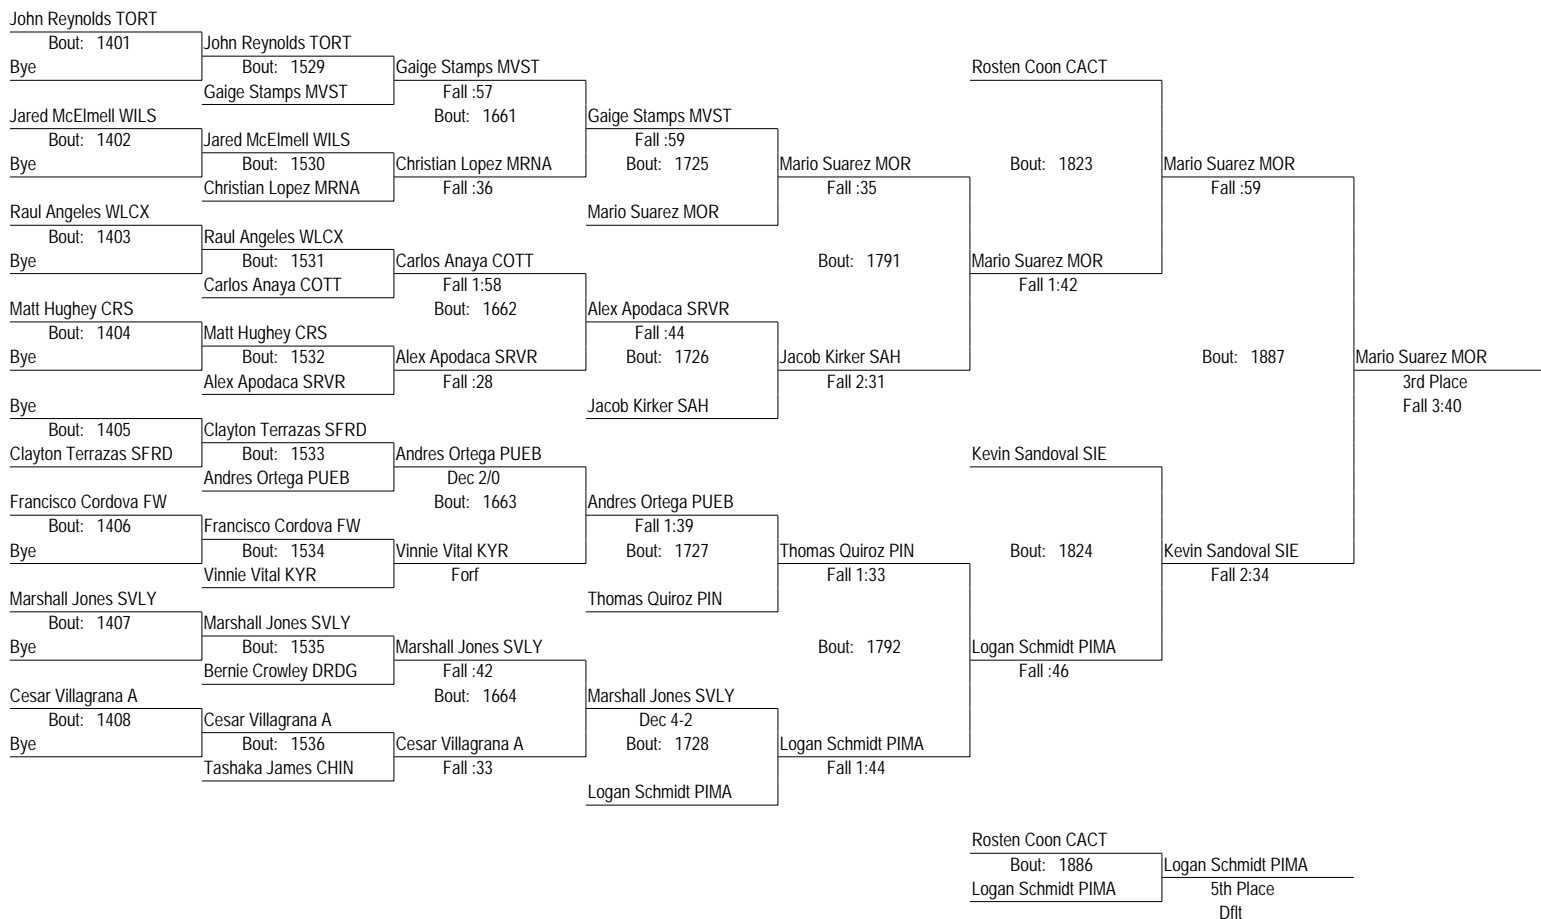 John Reynolds TORT
Bout: 1401
Bye
Jared McElmell WILS
Bout: 1402
Bye
Raul Angeles WLCX
Bout: 1403
Bye
Matt Hughey CRS
Bout: 1404
Bye
Bye
Bout: 1405
Clayton Terrazas SFRD
Francisco Cordova FW
Bout: 1406
Bye
Marshall Jones SVLY
Bout: 1407
Bye
Cesar Villagrana A
Bout: 1408
Bye
John Reynolds TORT
Bout: 1529
Gaige Stamps MVST
Jared McElmell WILS
Bout: 1530
Christian Lopez MRNA
Raul Angeles WLCX
Bout: 1531
Carlos Anaya COTT
Matt Hughey CRS
Bout: 1532
Alex Apodaca SRVR
Clayton Terrazas SFRD
Bout: 1533
Andres Ortega PUEB
Francisco Cordova FW
Bout: 1534
Vinnie Vital KYR
Marshall Jones SVLY
Bout: 1535
Bernie Crowley DRDG
Cesar Villagrana A
Bout: 1536
Tashaka James CHIN
Gaige Stamps MVST
Fall :57
Bout: 1661
Christian Lopez MRNA
Fall :36
Carlos Anaya COTT
Fall 1:58
Bout: 1662
Alex Apodaca SRVR
Fall :28
Andres Ortega PUEB
Dec 2/0
Bout: 1663
Vinnie Vital KYR
Forf
Marshall Jones SVLY
Fall :42
Bout: 1664
Cesar Villagrana A
Fall :33
Gaige Stamps MVST
Fall :59
Bout: 1725
Mario Suarez MOR
Alex Apodaca SRVR
Fall :44
Bout: 1726
Jacob Kirker SAH
Andres Ortega PUEB
Fall 1:39
Bout: 1727
Thomas Quiroz PIN
Marshall Jones SVLY
Dec 4-2
Bout: 1728
Logan Schmidt PIMA
Mario Suarez MOR
Fall :35
Bout: 1791
Jacob Kirker SAH
Fall 2:31
Thomas Quiroz PIN
Fall 1:33
Bout: 1792
Logan Schmidt PIMA
Fall 1:44
Rosten Coon CACT
Bout: 1823
Mario Suarez MOR
Fall 1:42
Kevin Sandoval SIE
Bout: 1824
Logan Schmidt PIMA
Fall :46
Mario Suarez MOR
Fall :59
Bout: 1887
Kevin Sandoval SIE
Fall 2:34
Mario Suarez MOR
3rd Place
Fall 3:40
Rosten Coon CACT
Bout: 1886
Logan Schmidt PIMA
Logan Schmidt PIMA
5th Place
Dflt